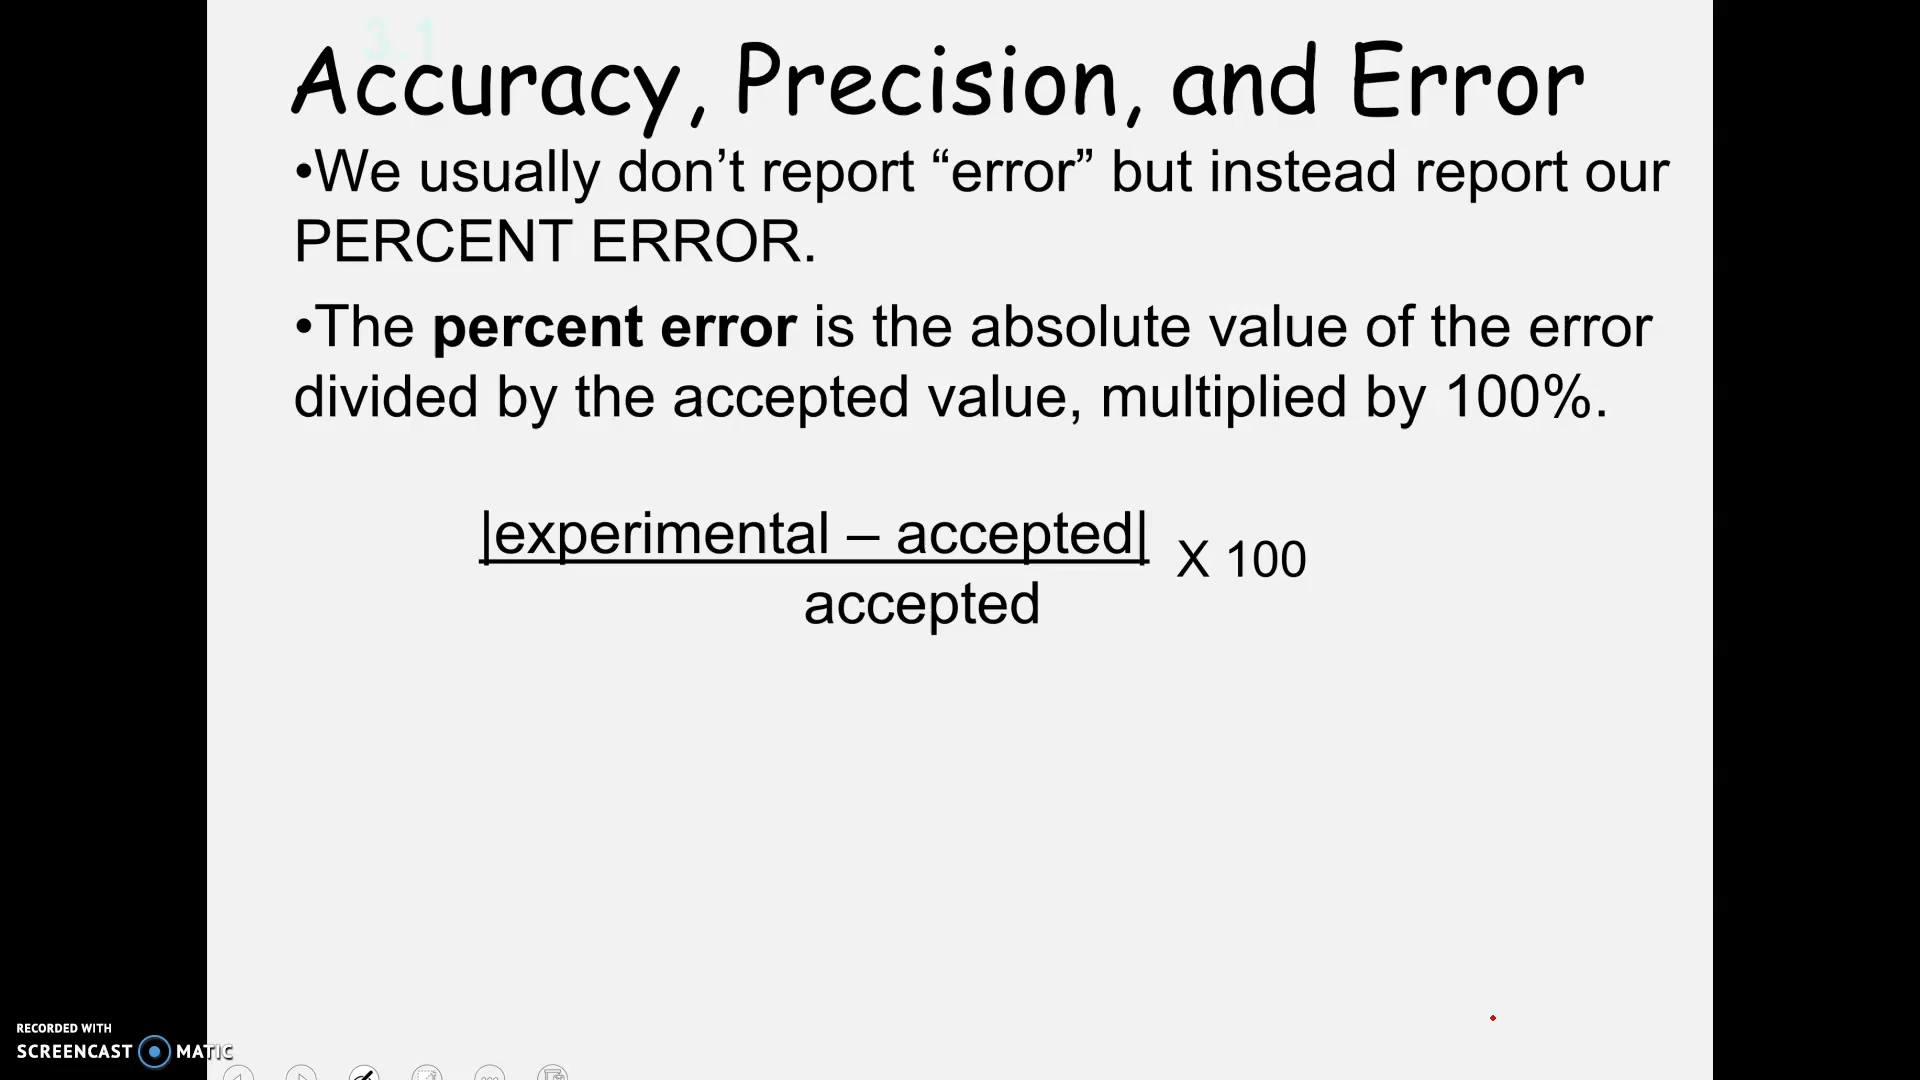 3.1
Accuracy, Precision, and Error
•We usually don’t report “error” but instead report our
PERCENT ERROR.
•The percent error is the absolute value of the error
divided by the accepted value, multiplied by 100%.
|experimental – accepted|
X 100
accepted
RECORDED WITH
SCREENCAST MATIC